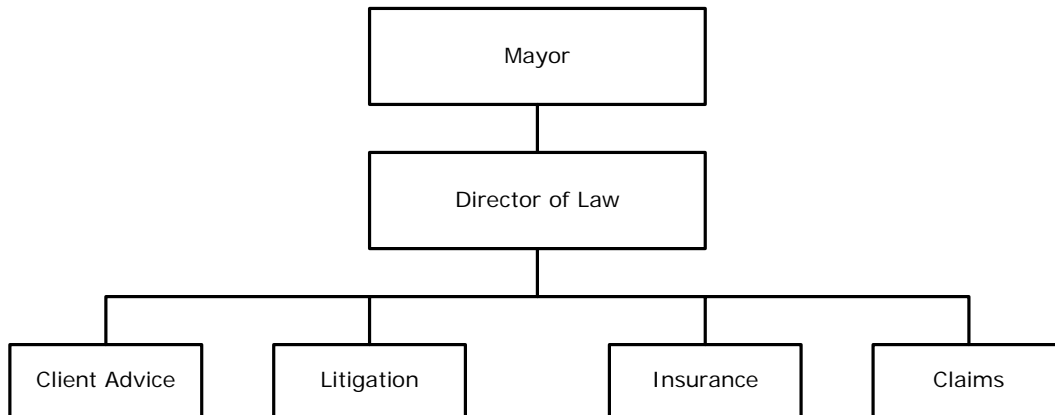 Mayor
Director of Law
Client Advice
Litigation
Insurance
Claims